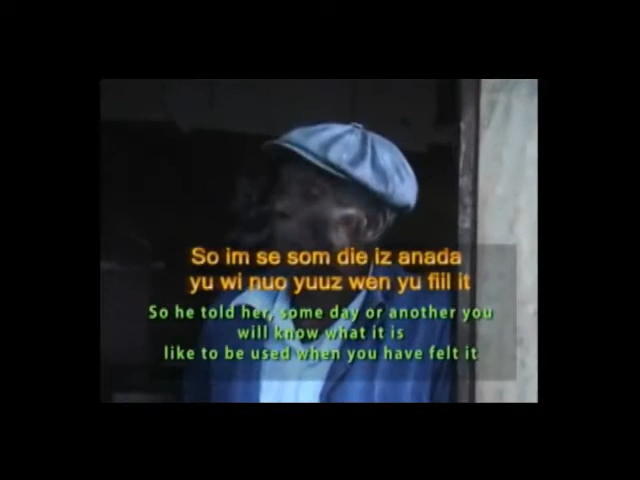 So im se som die iz anada
yu wi nuo yuuz wen yu fiil it
So he told her, some day or another you
will know what it is
like to be used when you have felt it